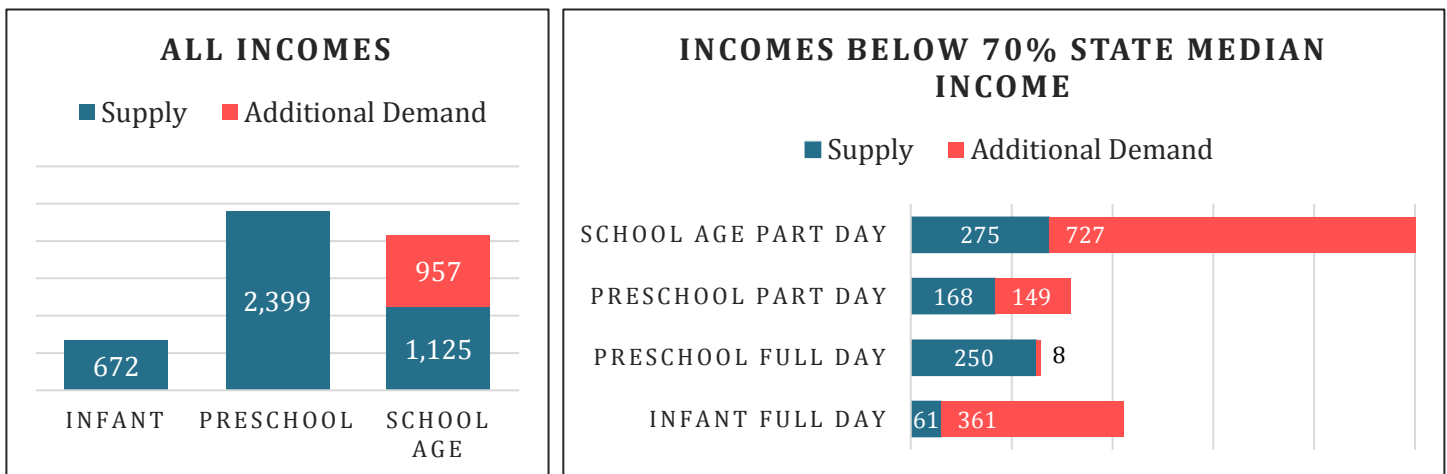 ALL INCOMES
Supply Additional Demand
957
2,399
672
1,125
INFANT PRESCHOOL SCHOOL
AGE
INCOMES BELOW 70% STATE MEDIAN
INCOME
Supply Additional Demand
SCHOOL AGE PART DAY 275 727
PRESCHOOL PART DAY 168 149
PRESCHOOL FULL DAY 250 8
INFANT FULL DAY 61 361